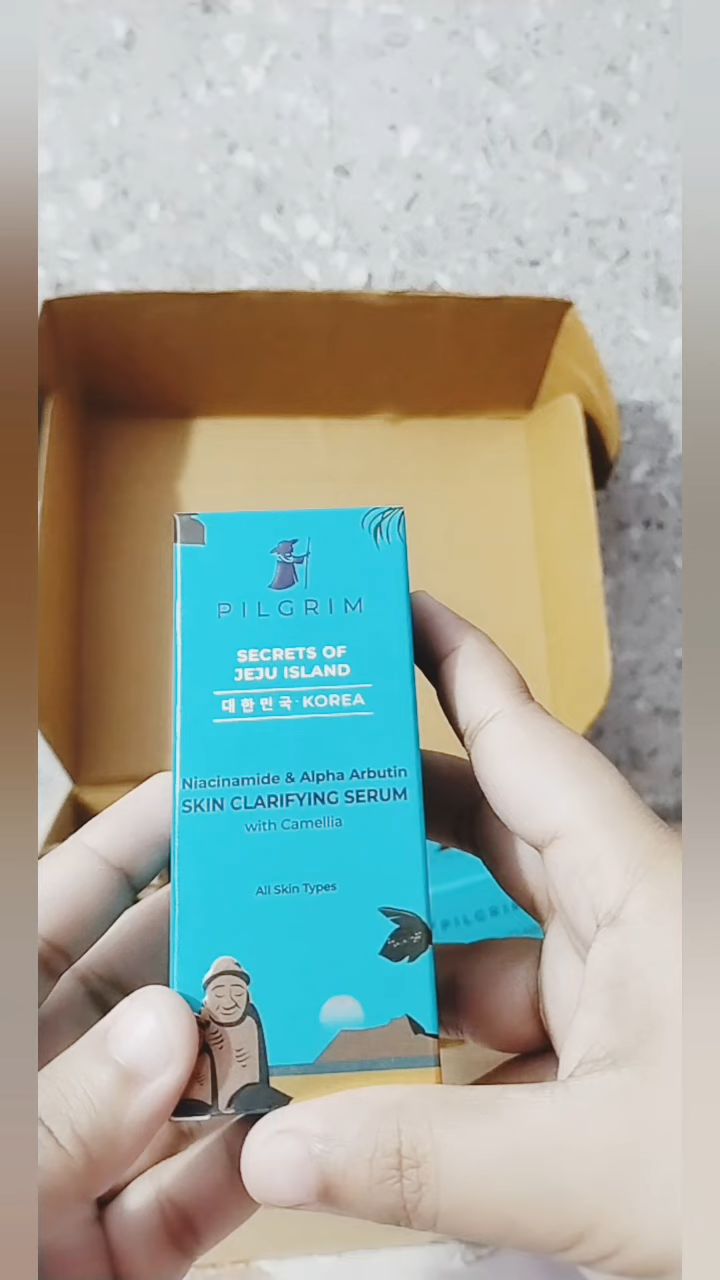 PILGRIM
SECRETS OF
JEJU ISLAND
대한민국·KOREA
Niacinamide & Alpha Arbutin
SKIN CLARIFYING SERUM
with Camellia
All Skin Types
PILGRIM